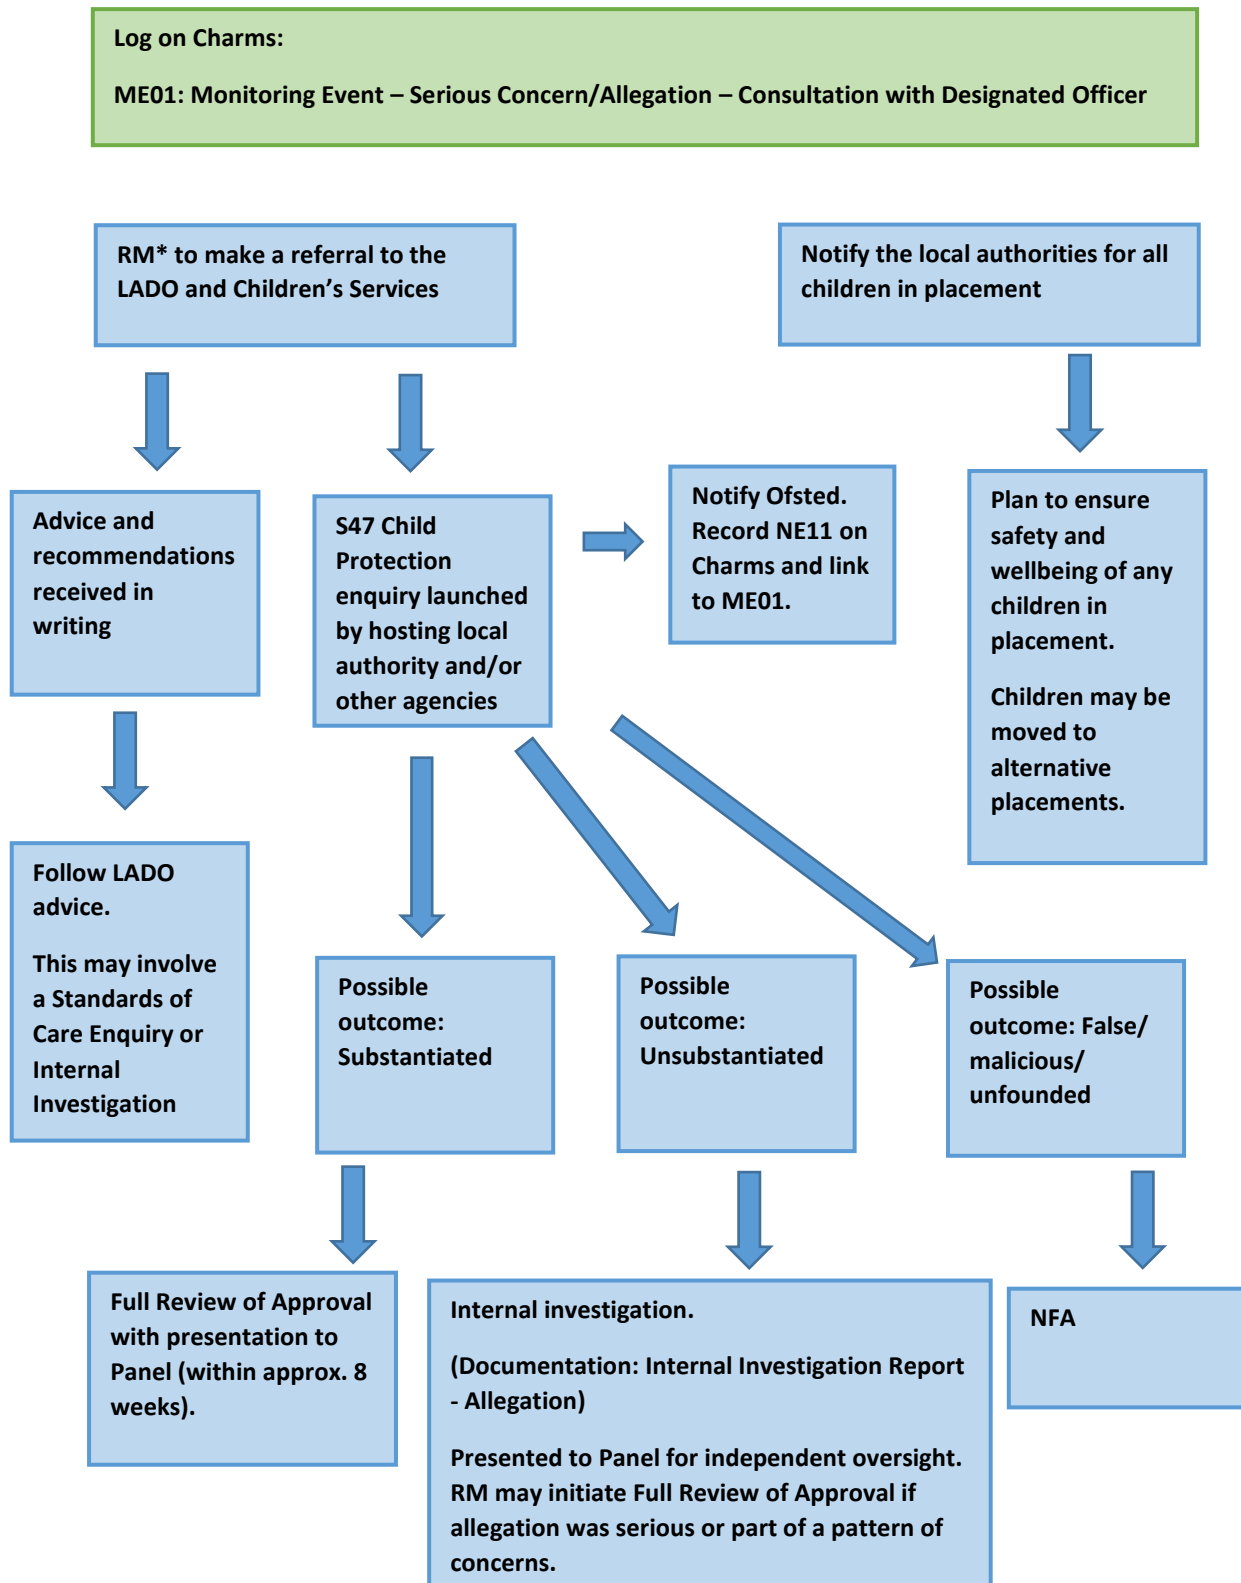 Log on Charms:
ME01: Monitoring Event – Serious Concern/Allegation – Consultation with Designated Officer
RM* to make a referral to the
LADO and Children’s Services
Notify the local authorities for all
children in placement
Advice and
recommendations
received in
writing
S47 Child
Protection
enquiry launched
by hosting local
authority and/or
other agencies
Notify Ofsted.
Record NE11 on
Charms and link
to ME01.
Plan to ensure
safety and
wellbeing of any
children in
placement.
Children may be
moved to
alternative
placements.
Follow LADO
advice.
This may involve
a Standards of
Care Enquiry or
Internal
Investigation
Possible
outcome:
Substantiated
Possible
outcome:
Unsubstantiated
Possible
outcome: False/
malicious/
unfounded
Full Review of Approval
with presentation to
Panel (within approx. 8
weeks).
Internal investigation.
(Documentation: Internal Investigation Report
- Allegation)
Presented to Panel for independent oversight.
RM may initiate Full Review of Approval if
allegation was serious or part of a pattern of
concerns.
NFA